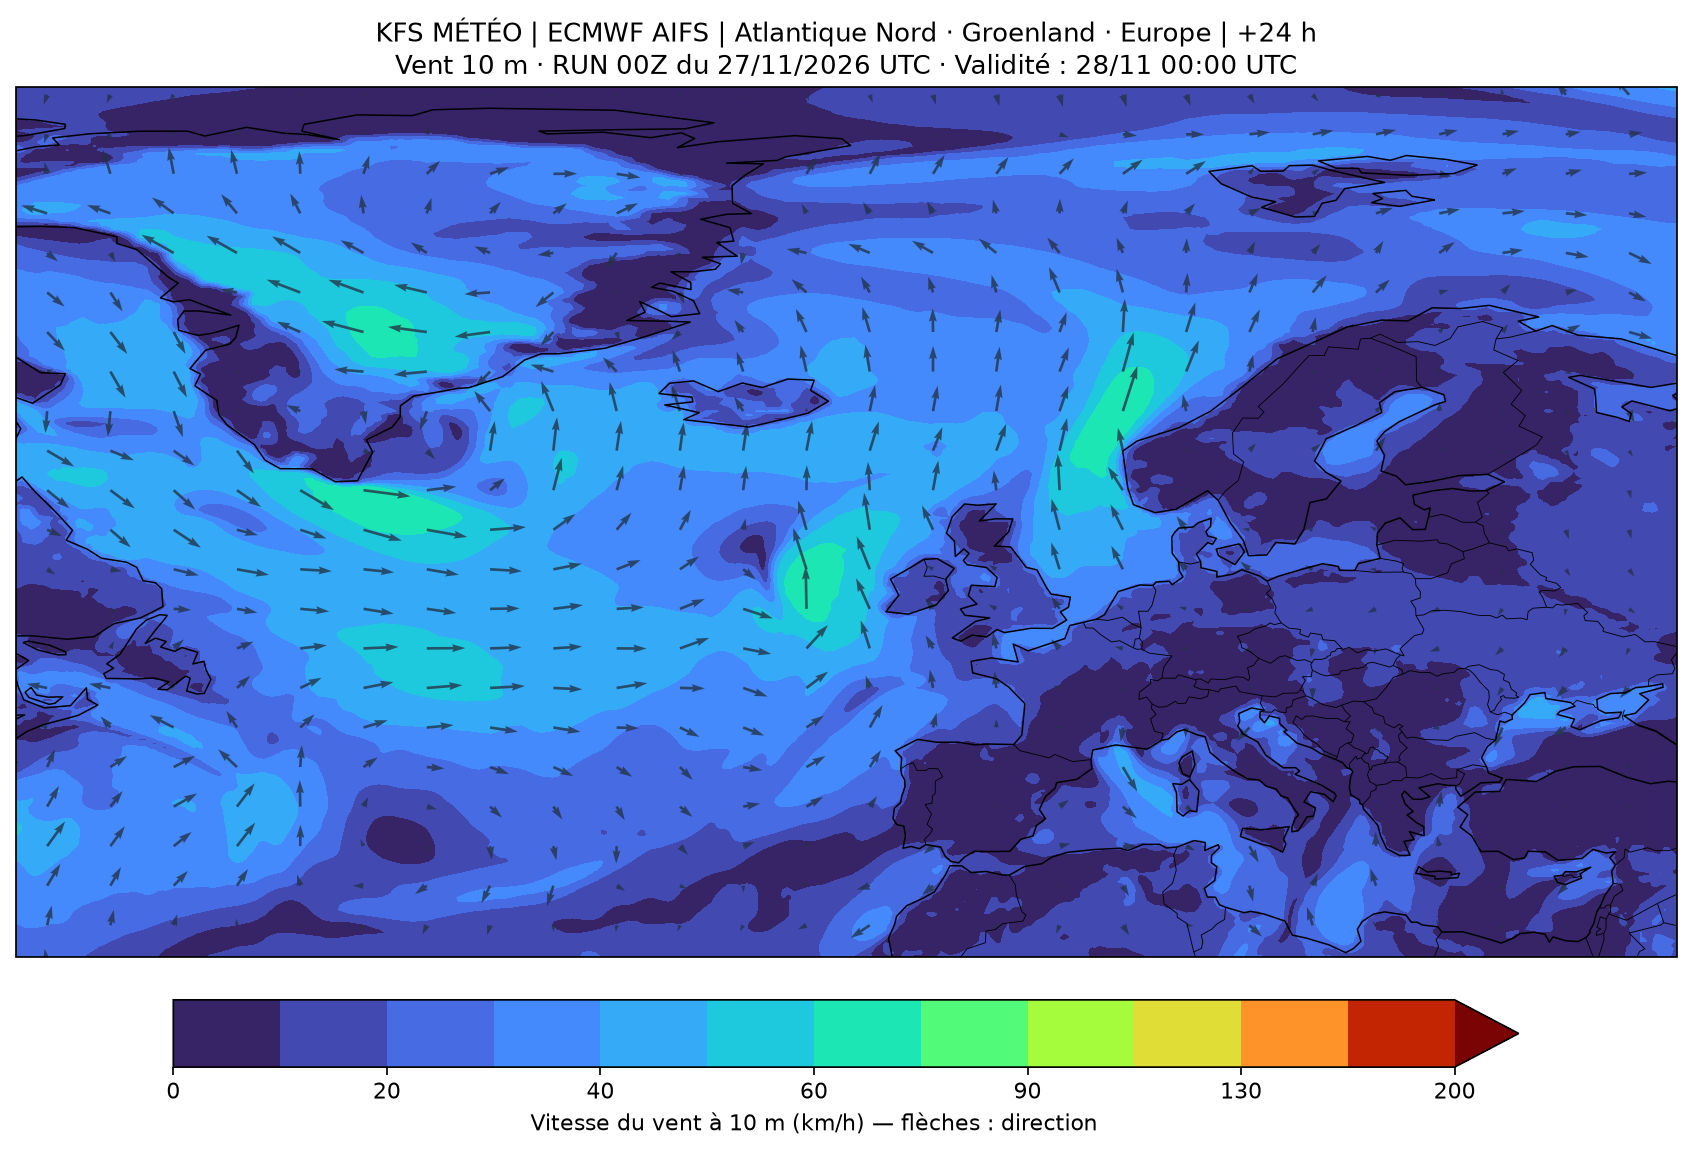 KFS MÉTÉO | ECMWF AIFS | Atlantique Nord · Groenland · Europe | +24 h
Vent 10 m · RUN 00Z du 27/11/2026 UTC · Validité : 28/11 00:00 UTC
0 20 40 60 90 130 200
Vitesse du vent à 10 m (km/h) — flèches : direction